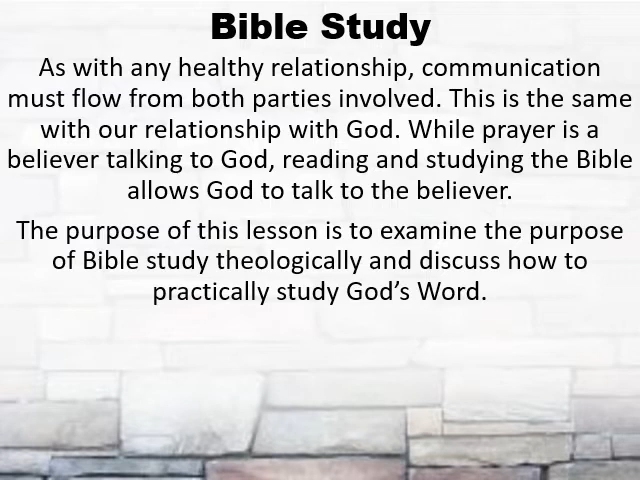 Bible Study
As with any healthy relationship, communication
must flow from both parties involved. This is the same
with our relationship with God. While prayer is a
believer talking to God, reading and studying the Bible
allows God to talk to the believer.
The purpose of this lesson is to examine the purpose
of Bible study theologically and discuss how to
practically study God’s Word.